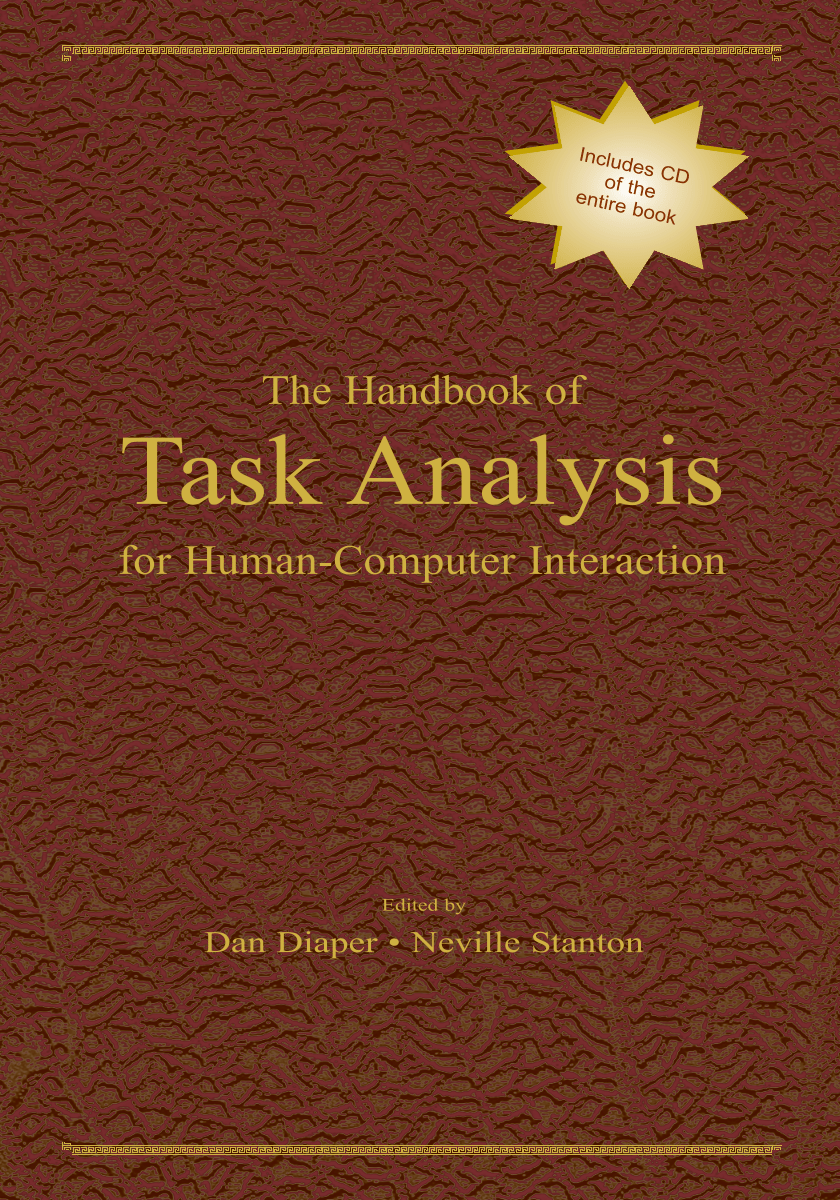 Includes CD
of the
entire book
The Handbook of
Task Analysis
for Human-Computer Interaction
Edited by
Dan Diaper • Neville Stanton